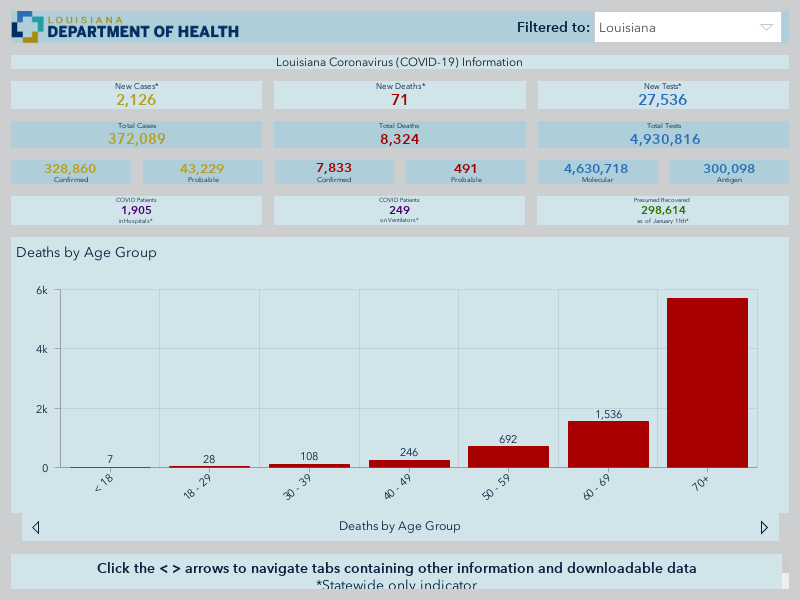 LOUISIANA
DEPARTMENT OF HEALTH
Filtered to: Louisiana
Louisiana Coronavirus (COVID-19) Information
New Cases* New Deaths* New Tests*
2,126 71 27,536
Total Cases Total Deaths Total Tests
372,089 8,324 4,930,816
328,860 43,229 7,833 491 4,630,718 300,098
Confirmed Probable Confirmed Probable Molecular Antigen
COVID Patients COVID Patients Presumed Recovered
1,905 249 298,614
in Hospitals* on Ventilators* as of January 11th*
Deaths by Age Group
6k
4k
2k
0
7 28 108 246 692 1,536
< 18 18 - 29 30 - 39 40 - 49 50 - 59 60 - 69 70+
Deaths by Age Group
Click the < > arrows to navigate tabs containing other information and downloadable data
*Statewide only indicator